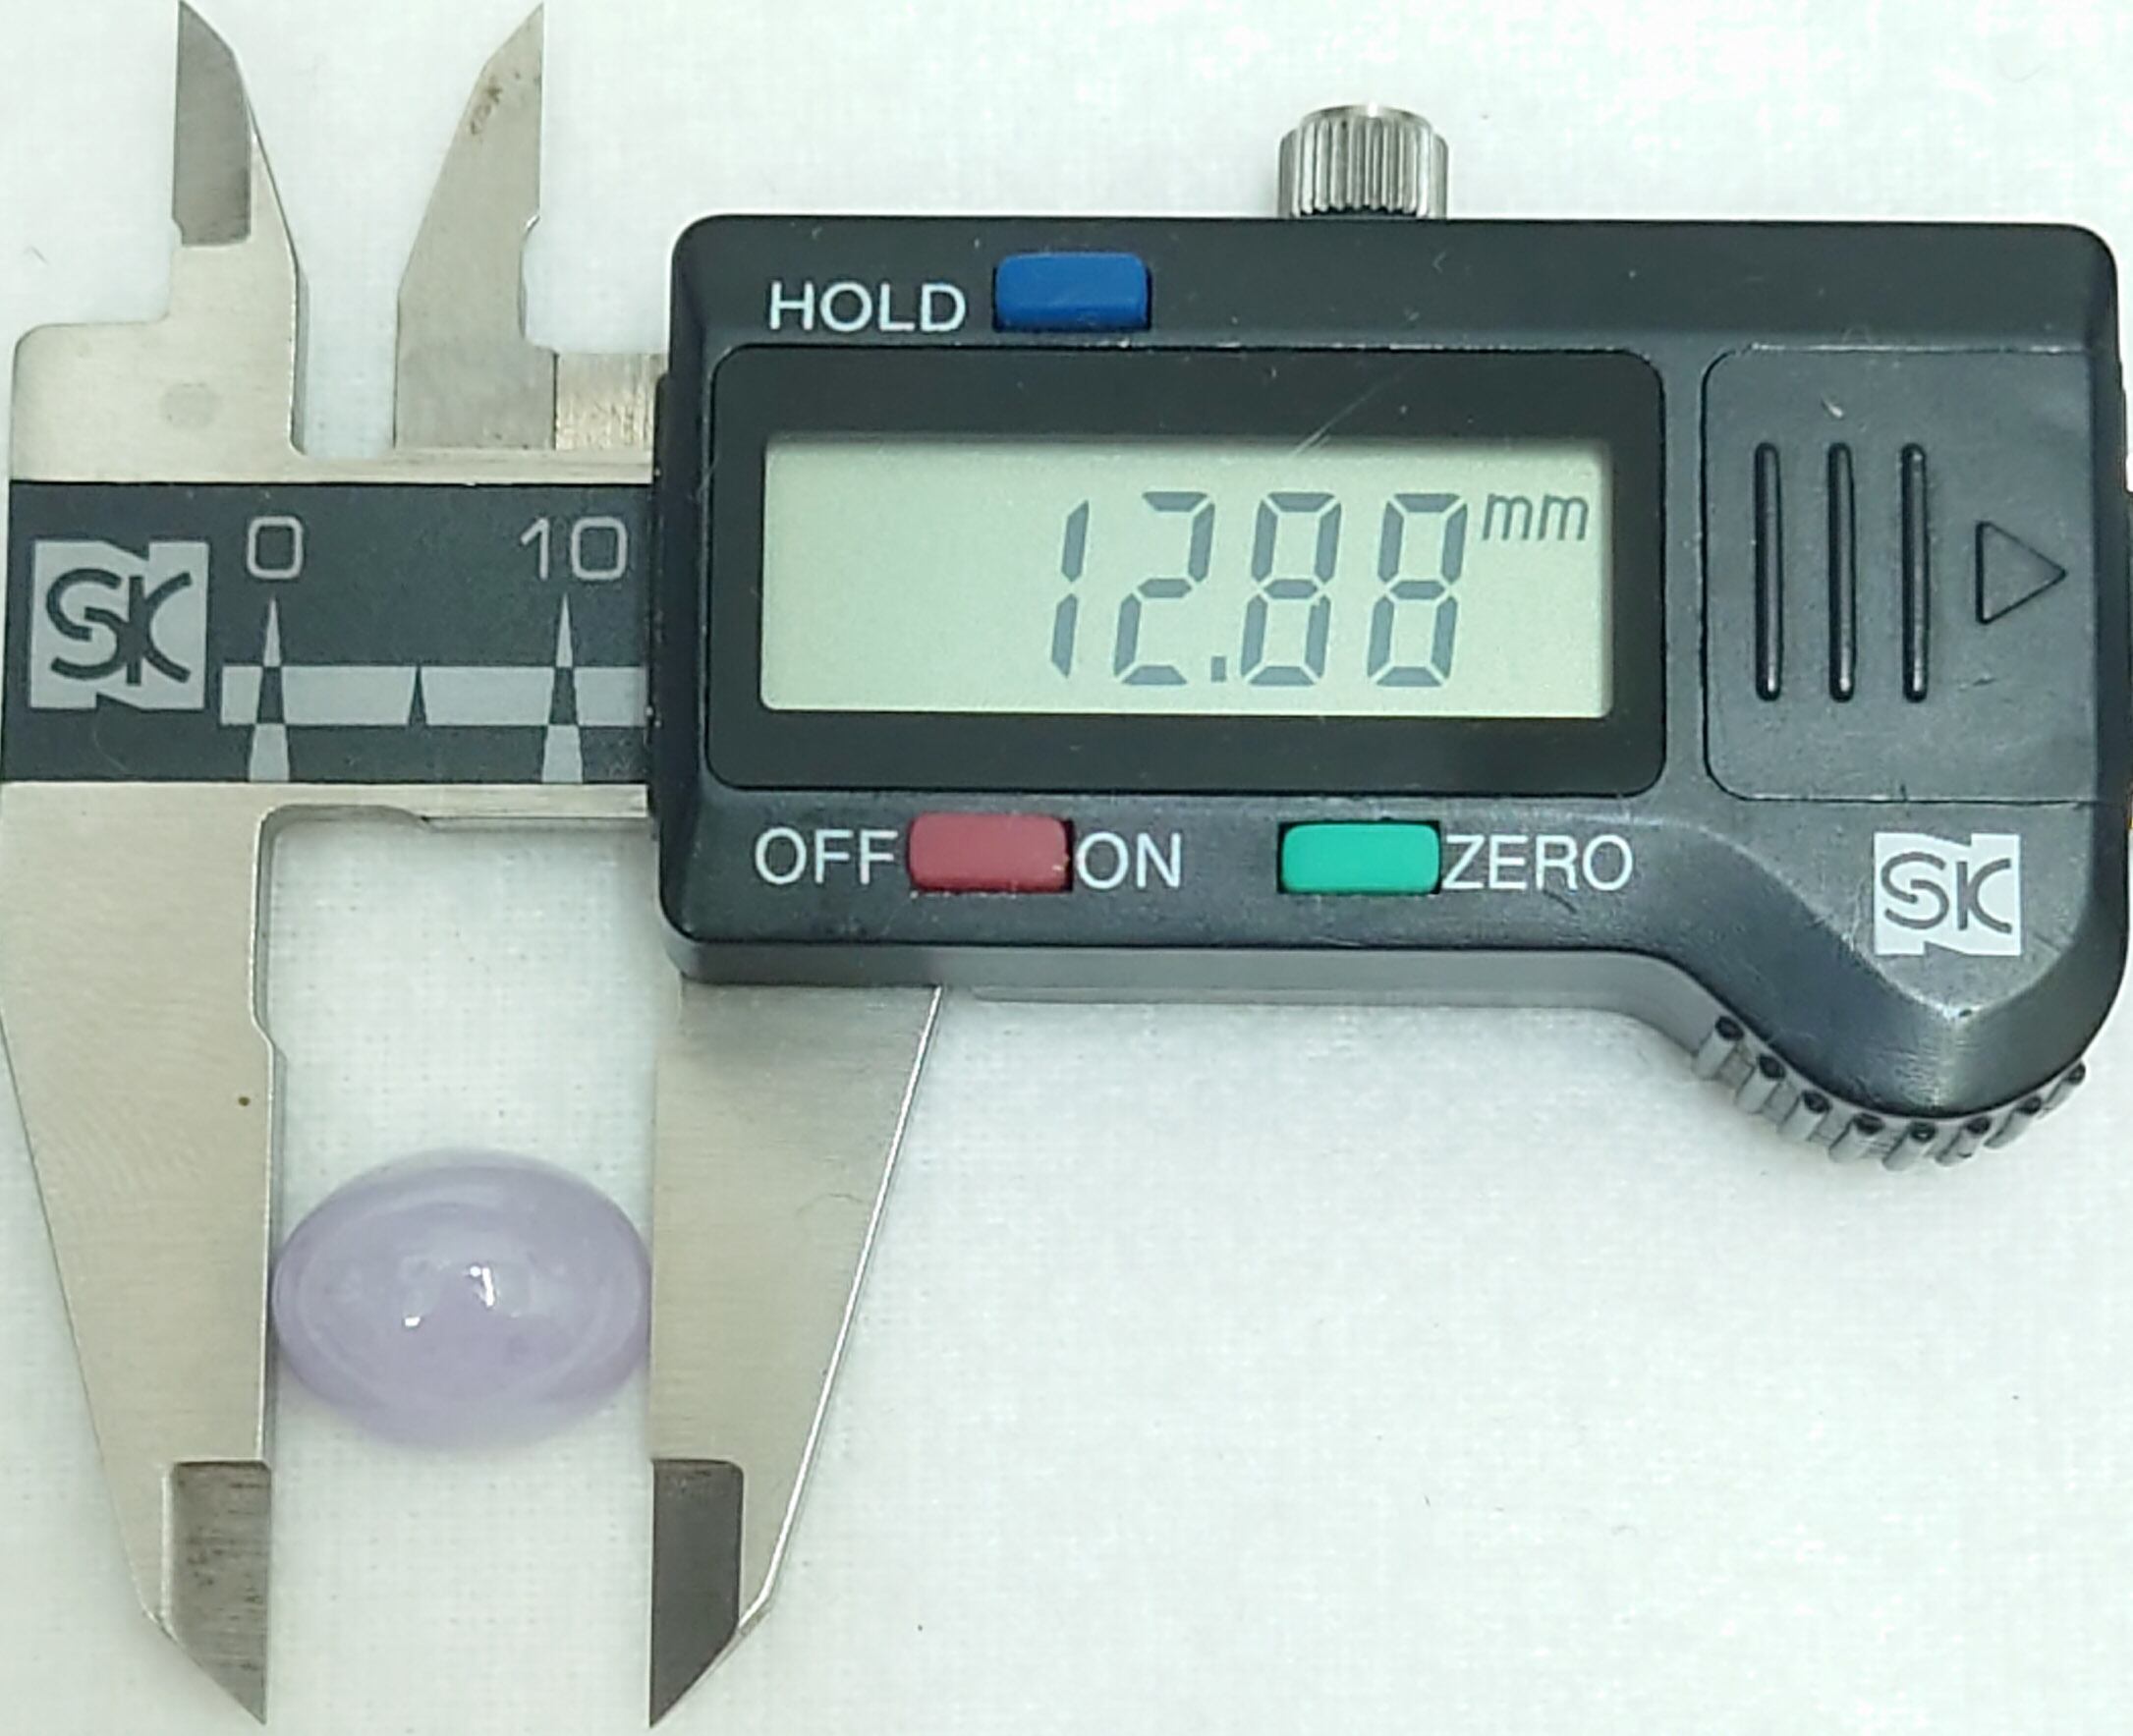 HOLD
12.88 mm
SK 0 10
OFF ON ZERO
SK